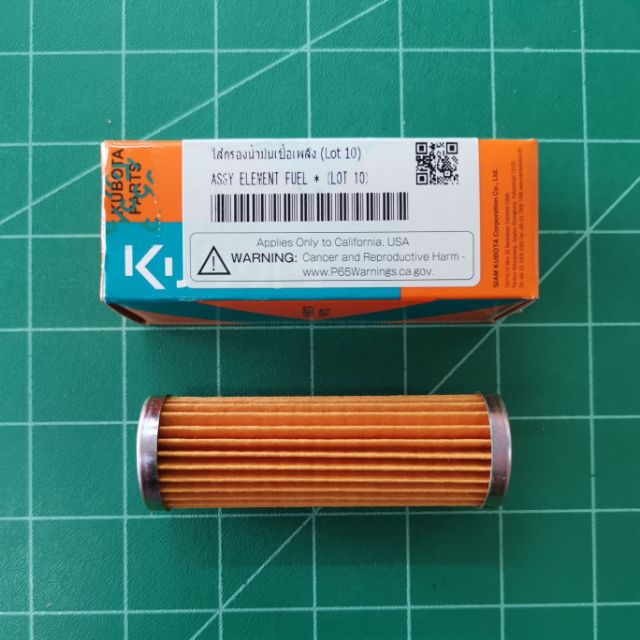 ไส้กรองน้ำมันเชื้อเพลิง (Lot 10)
ASSY ELEMENT FUEL * (LOT 10)
KUBOTA
PARTS
Applies Only to California, USA
WARNING: Cancer and Reproductive Harm -
www.P65Warnings.ca.gov.
SIAM KUBOTA Corporation Co., Ltd.